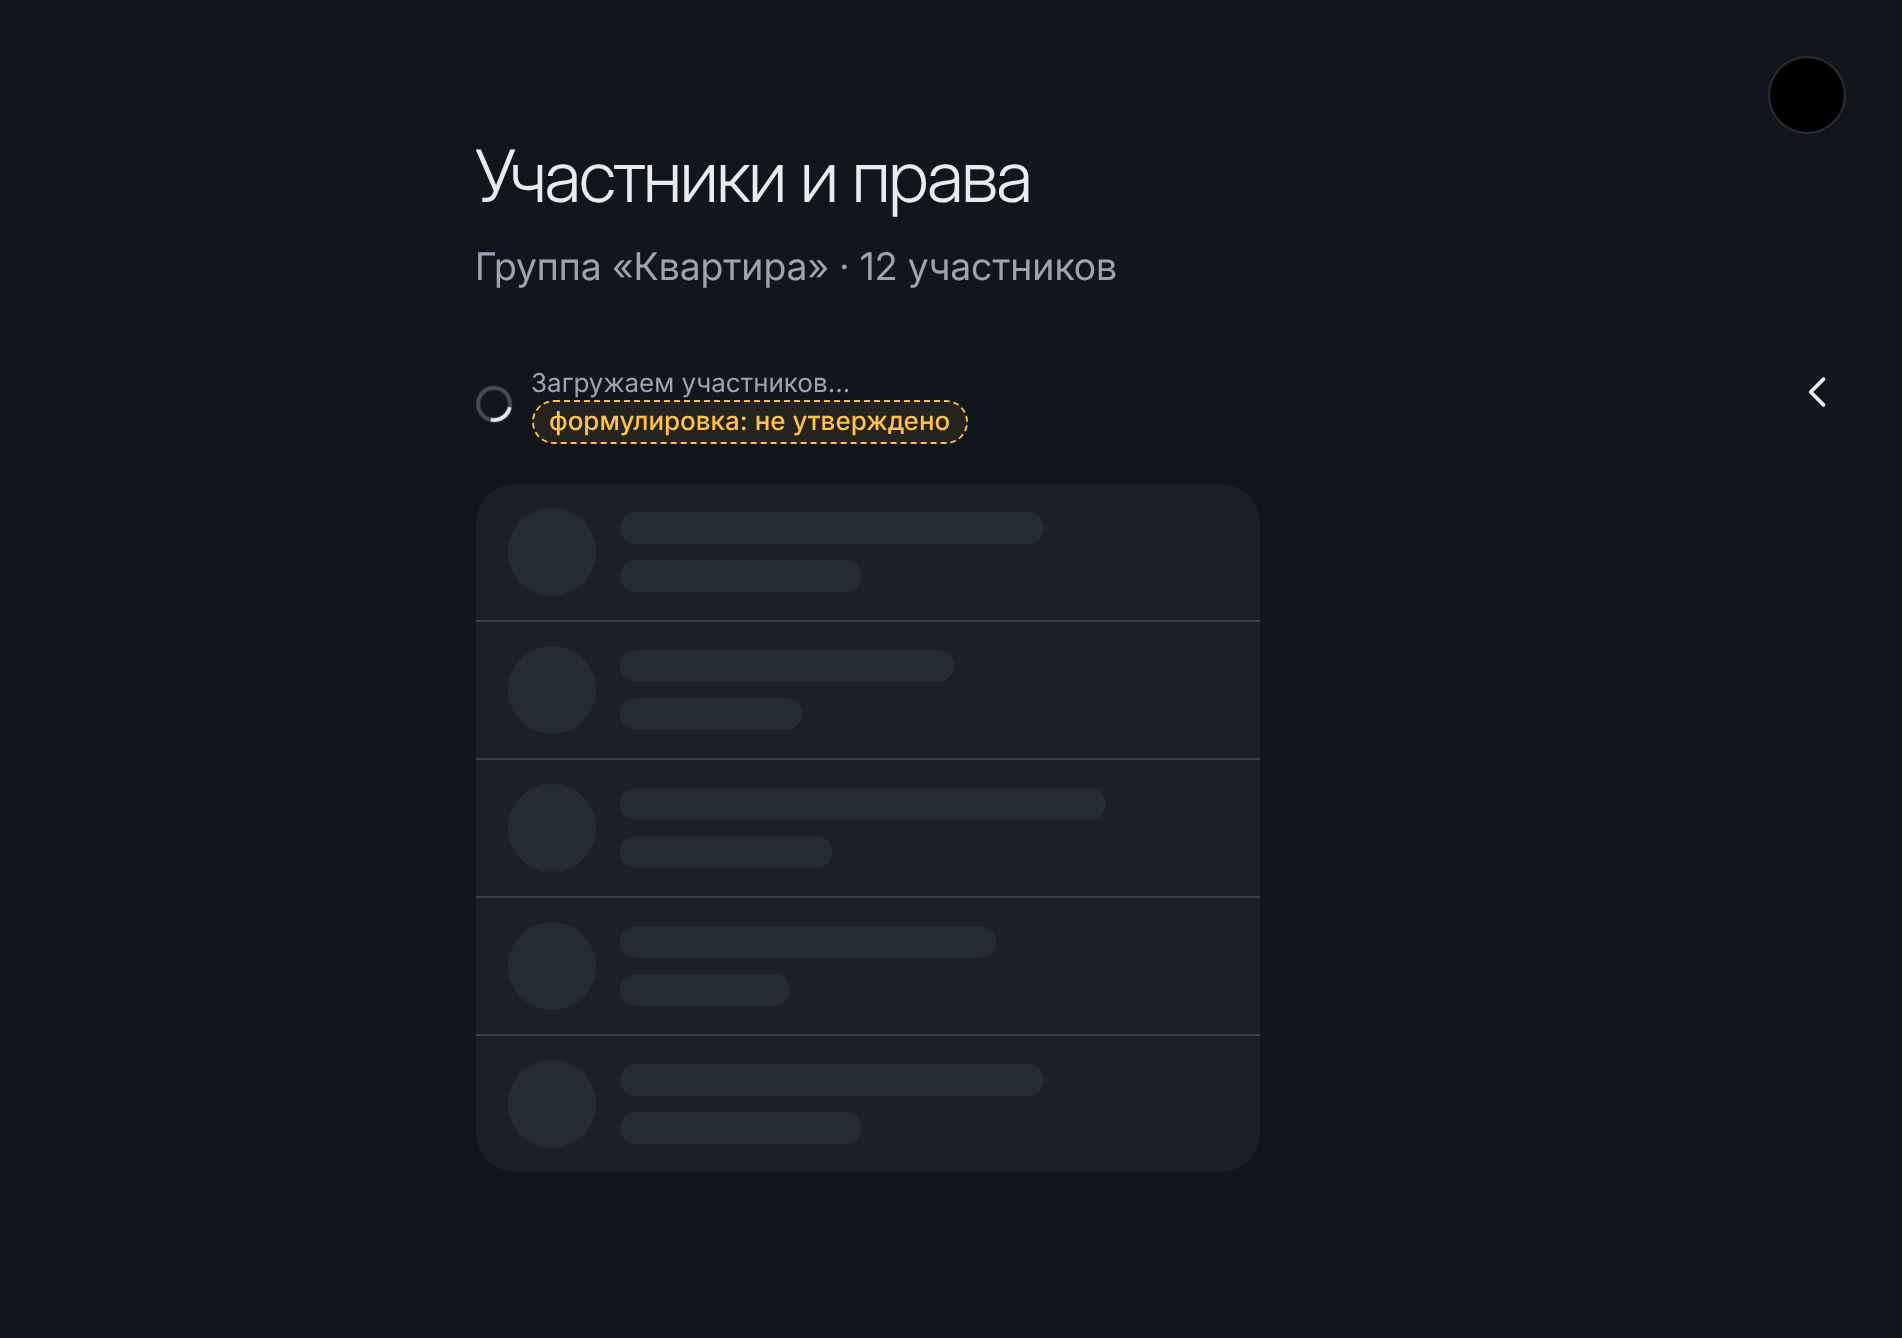 Участники и права
Группа «Квартира» · 12 участников
Загружаем участников…
формулировка: не утверждено